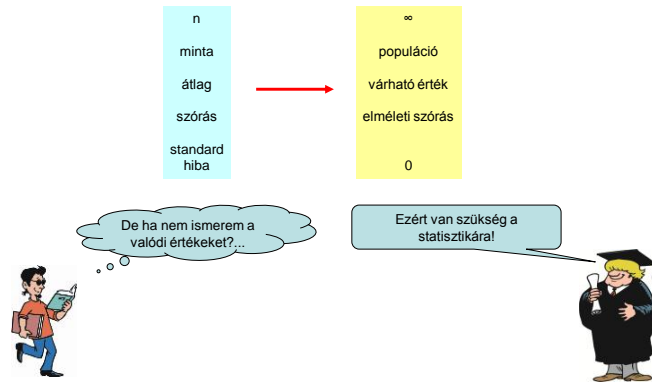 n
minta
átlag
szórás
standard
hiba
∞
populáció
várható érték
elméleti szórás
0
De ha nem ismerem a
valódi értékeket?...
Ezért van szükség a
statisztikára!